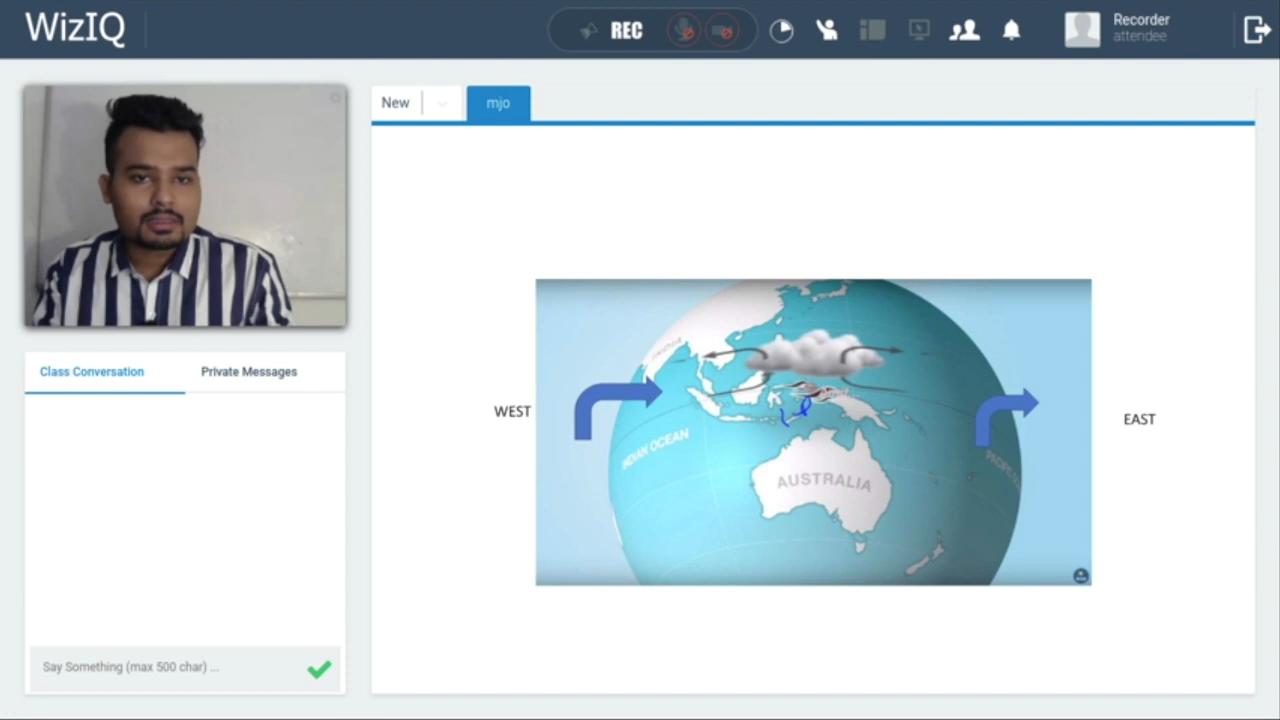 WizIQ
REC
Recorder
attendee
New
mjo
Class Conversation
Private Messages
WEST
EAST
INDIAN OCEAN
AUSTRALIA
Say Something (max 500 char) ...